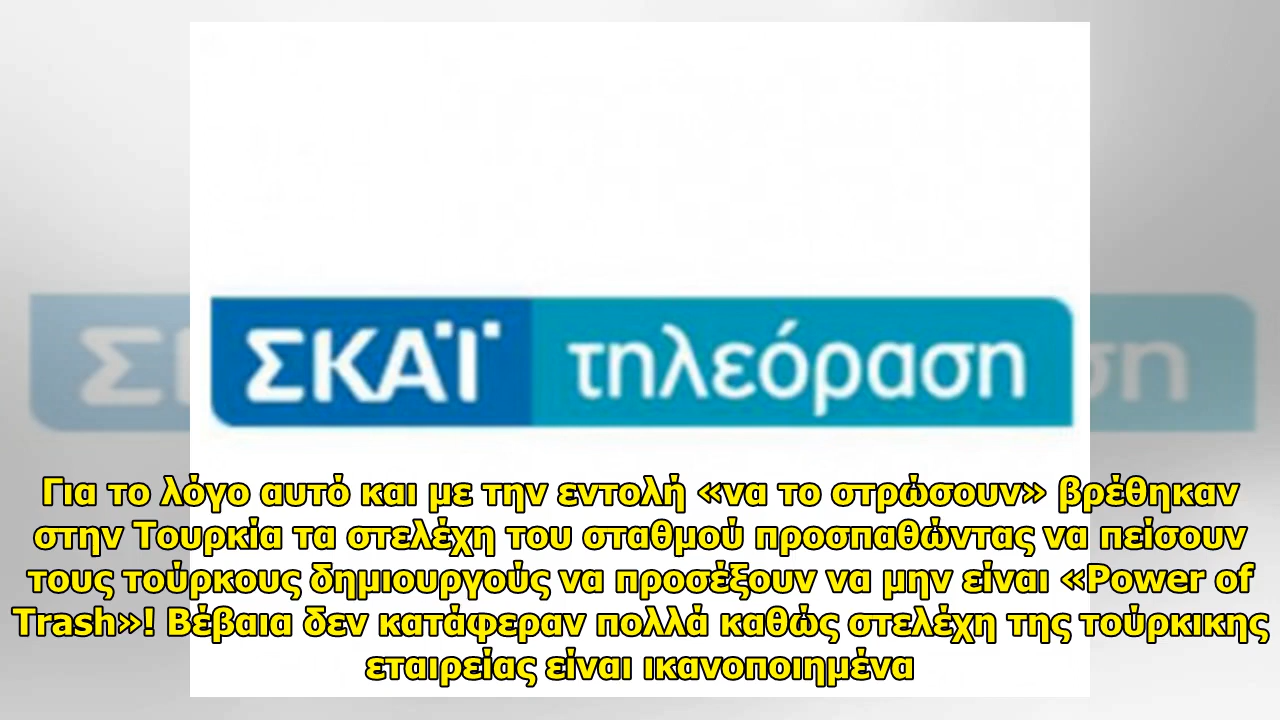 ΣΚΑΪ τηλεόραση
Για το λόγο αυτό και με την εντολή «να το στρώσουν» βρέθηκαν
στην Τουρκία τα στελέχη του σταθμού προσπαθώντας να πείσουν
τους τούρκους δημιουργούς να προσέξουν να μην είναι «Power of
Trash»! Βέβαια δεν κατάφεραν πολλά καθώς στελέχη της τούρκικης
εταιρείας είναι ικανοποιημένα